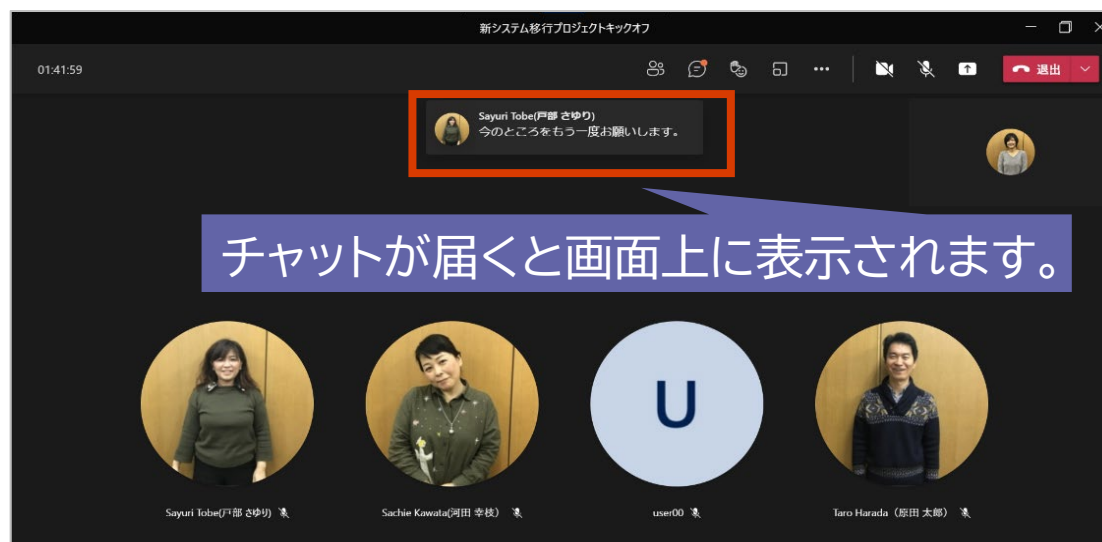 新システム移行プロジェクトキックオフ
01:41:59
退出
Sayuri Tobe(戸部 さゆり)
今のところをもう一度お願いします。
チャットが届くと画面上に表示されます。
U
Sayuri Tobe(戸部 さゆり)
Sachie Kawata(河田 幸枝)
user00
Taro Harada（原田 太郎）